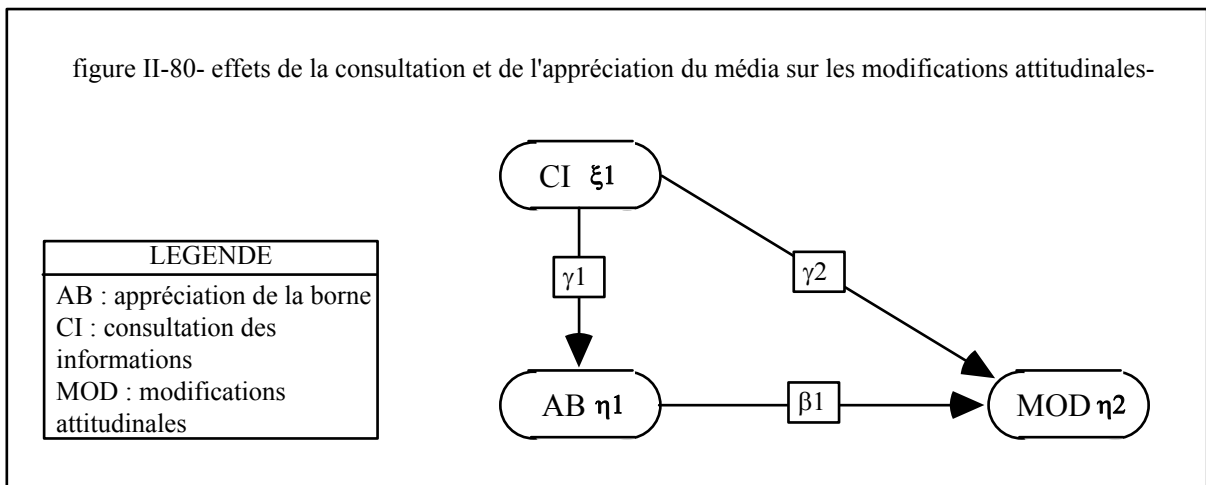 figure II-80- effets de la consultation et de l'appréciation du média sur les modifications attitudinales-
CI ξ1
LEGENDE
AB : appréciation de la borne
CI : consultation des
informations
MOD : modifications
attitudinales
γ1
γ2
AB η1
β1
MOD η2